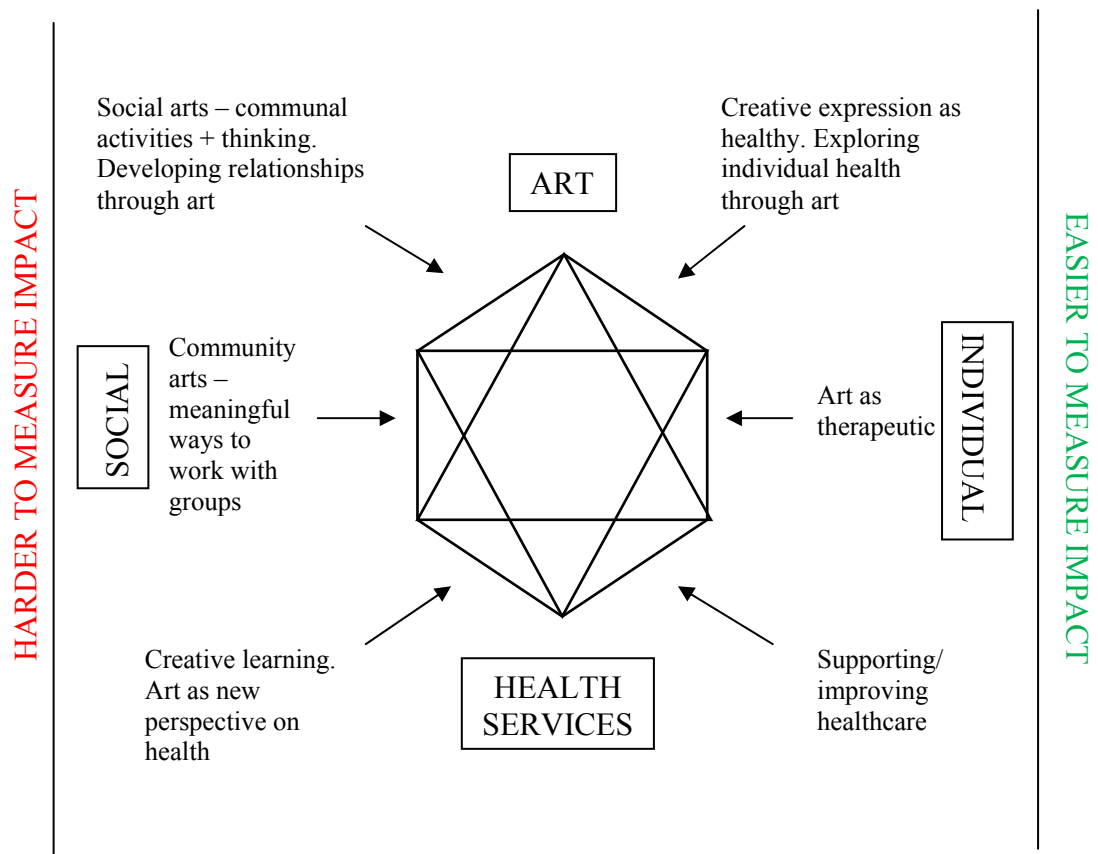 HARDER TO MEASURE IMPACT
Social arts – communal
activities + thinking.
Developing relationships
through art
ART
Creative expression as
healthy. Exploring
individual health
through art
SOCIAL
Community
arts –
meaningful
ways to
work with
groups
Art as
therapeutic
INDIVIDUAL
Creative learning.
Art as new
perspective on
health
HEALTH
SERVICES
Supporting/
improving
healthcare
EASIER TO MEASURE IMPACT